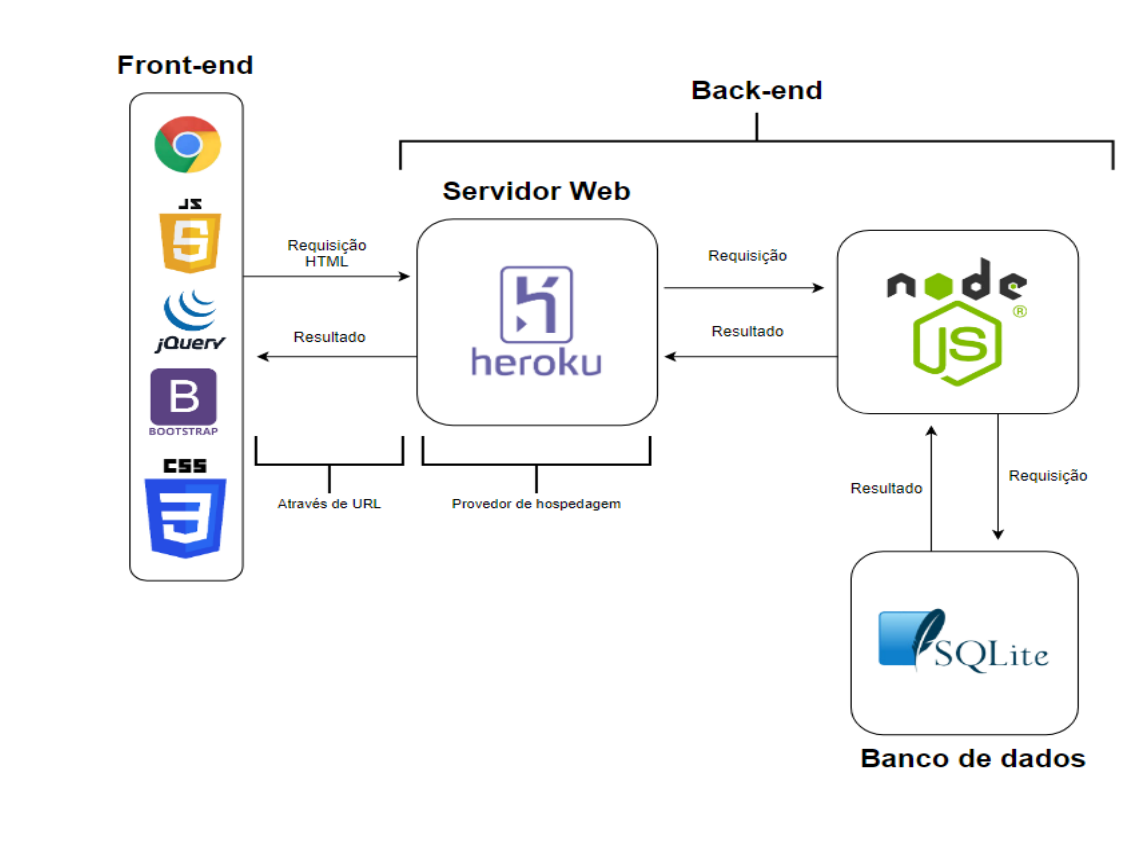 Front-end
Back-end
Servidor Web
JS
Requisição
HTML
Requisição
node
JS
®
heroku
Resultado
Resultado
jQuery
B
BOOTSTRAP
CSS
3
Através de URL
Provedor de hospedagem
Resultado
Requisição
SQLite
Banco de dados